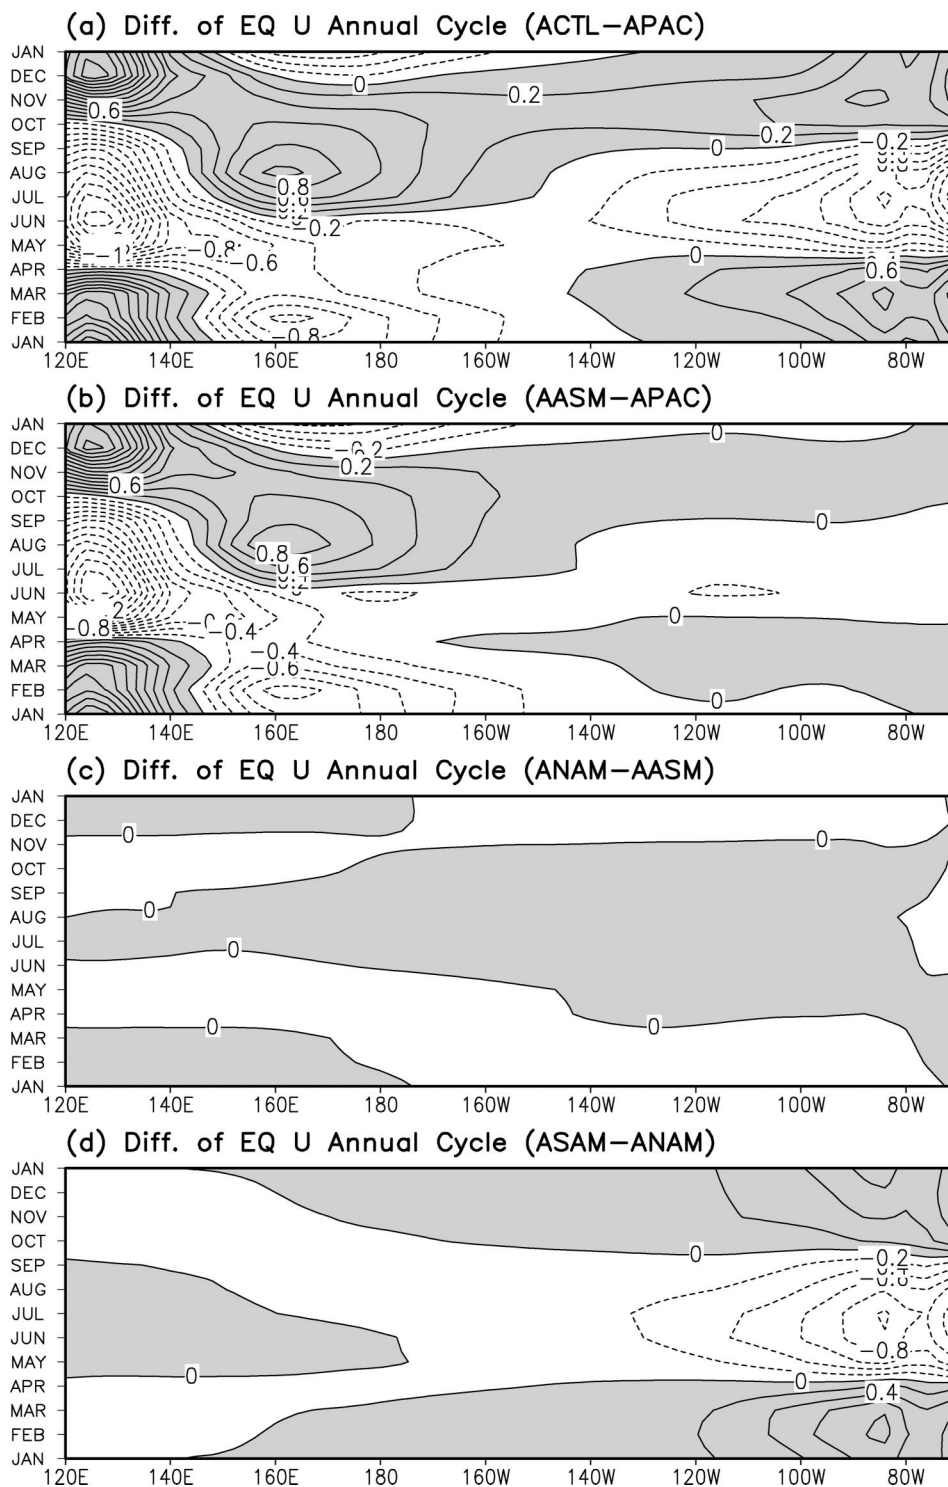 (a) Diff. of EQ U Annual Cycle (ACTL-APAC)
JAN
DEC
NOV
OCT
SEP
AUG
JUL
JUN
MAY
APR
MAR
FEB
JAN
0
0.2
0.6
0.2
-0.2
0
0.8
-0.2
-0.8
-0.6
0
0.6
-0.8
120E 140E 160E 180 160W 140W 120W 100W 80W
(b) Diff. of EQ U Annual Cycle (AASM-APAC)
JAN
DEC
NOV
OCT
SEP
AUG
JUL
JUN
MAY
APR
MAR
FEB
JAN
0
0.2
0.6
0
0.8
0.6
0
-0.8
-0.4
-0.4
-0.6
0
120E 140E 160E 180 160W 140W 120W 100W 80W
(c) Diff. of EQ U Annual Cycle (ANAM-AASM)
JAN
DEC
NOV
OCT
SEP
AUG
JUL
JUN
MAY
APR
MAR
FEB
JAN
0
0
0
0
0
0
120E 140E 160E 180 160W 140W 120W 100W 80W
(d) Diff. of EQ U Annual Cycle (ASAM-ANAM)
JAN
DEC
NOV
OCT
SEP
AUG
JUL
JUN
MAY
APR
MAR
FEB
JAN
0
-0.2
-0.8
0
0
0.4
120E 140E 160E 180 160W 140W 120W 100W 80W